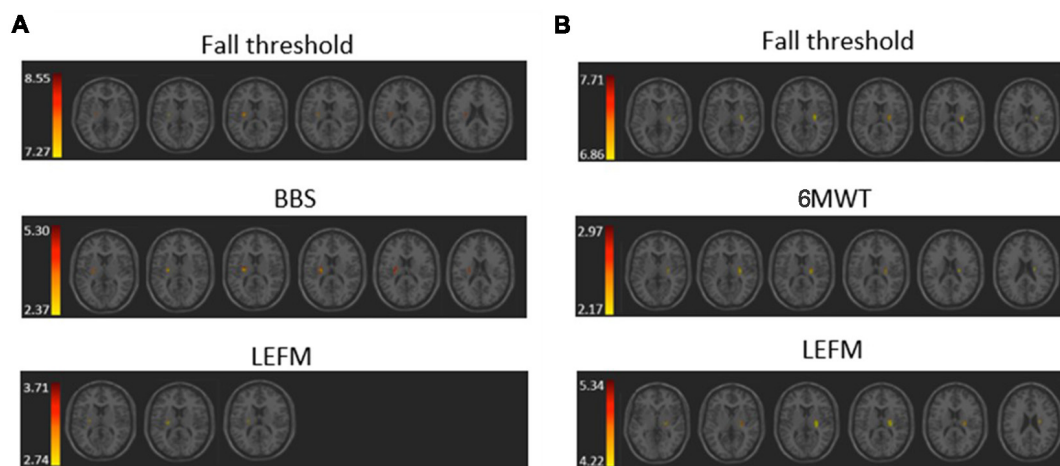 A
Fall threshold
8.55
7.27
BBS
5.30
2.37
LEFM
3.71
2.74
B
Fall threshold
7.71
6.86
6MWT
2.97
2.17
LEFM
5.34
4.22